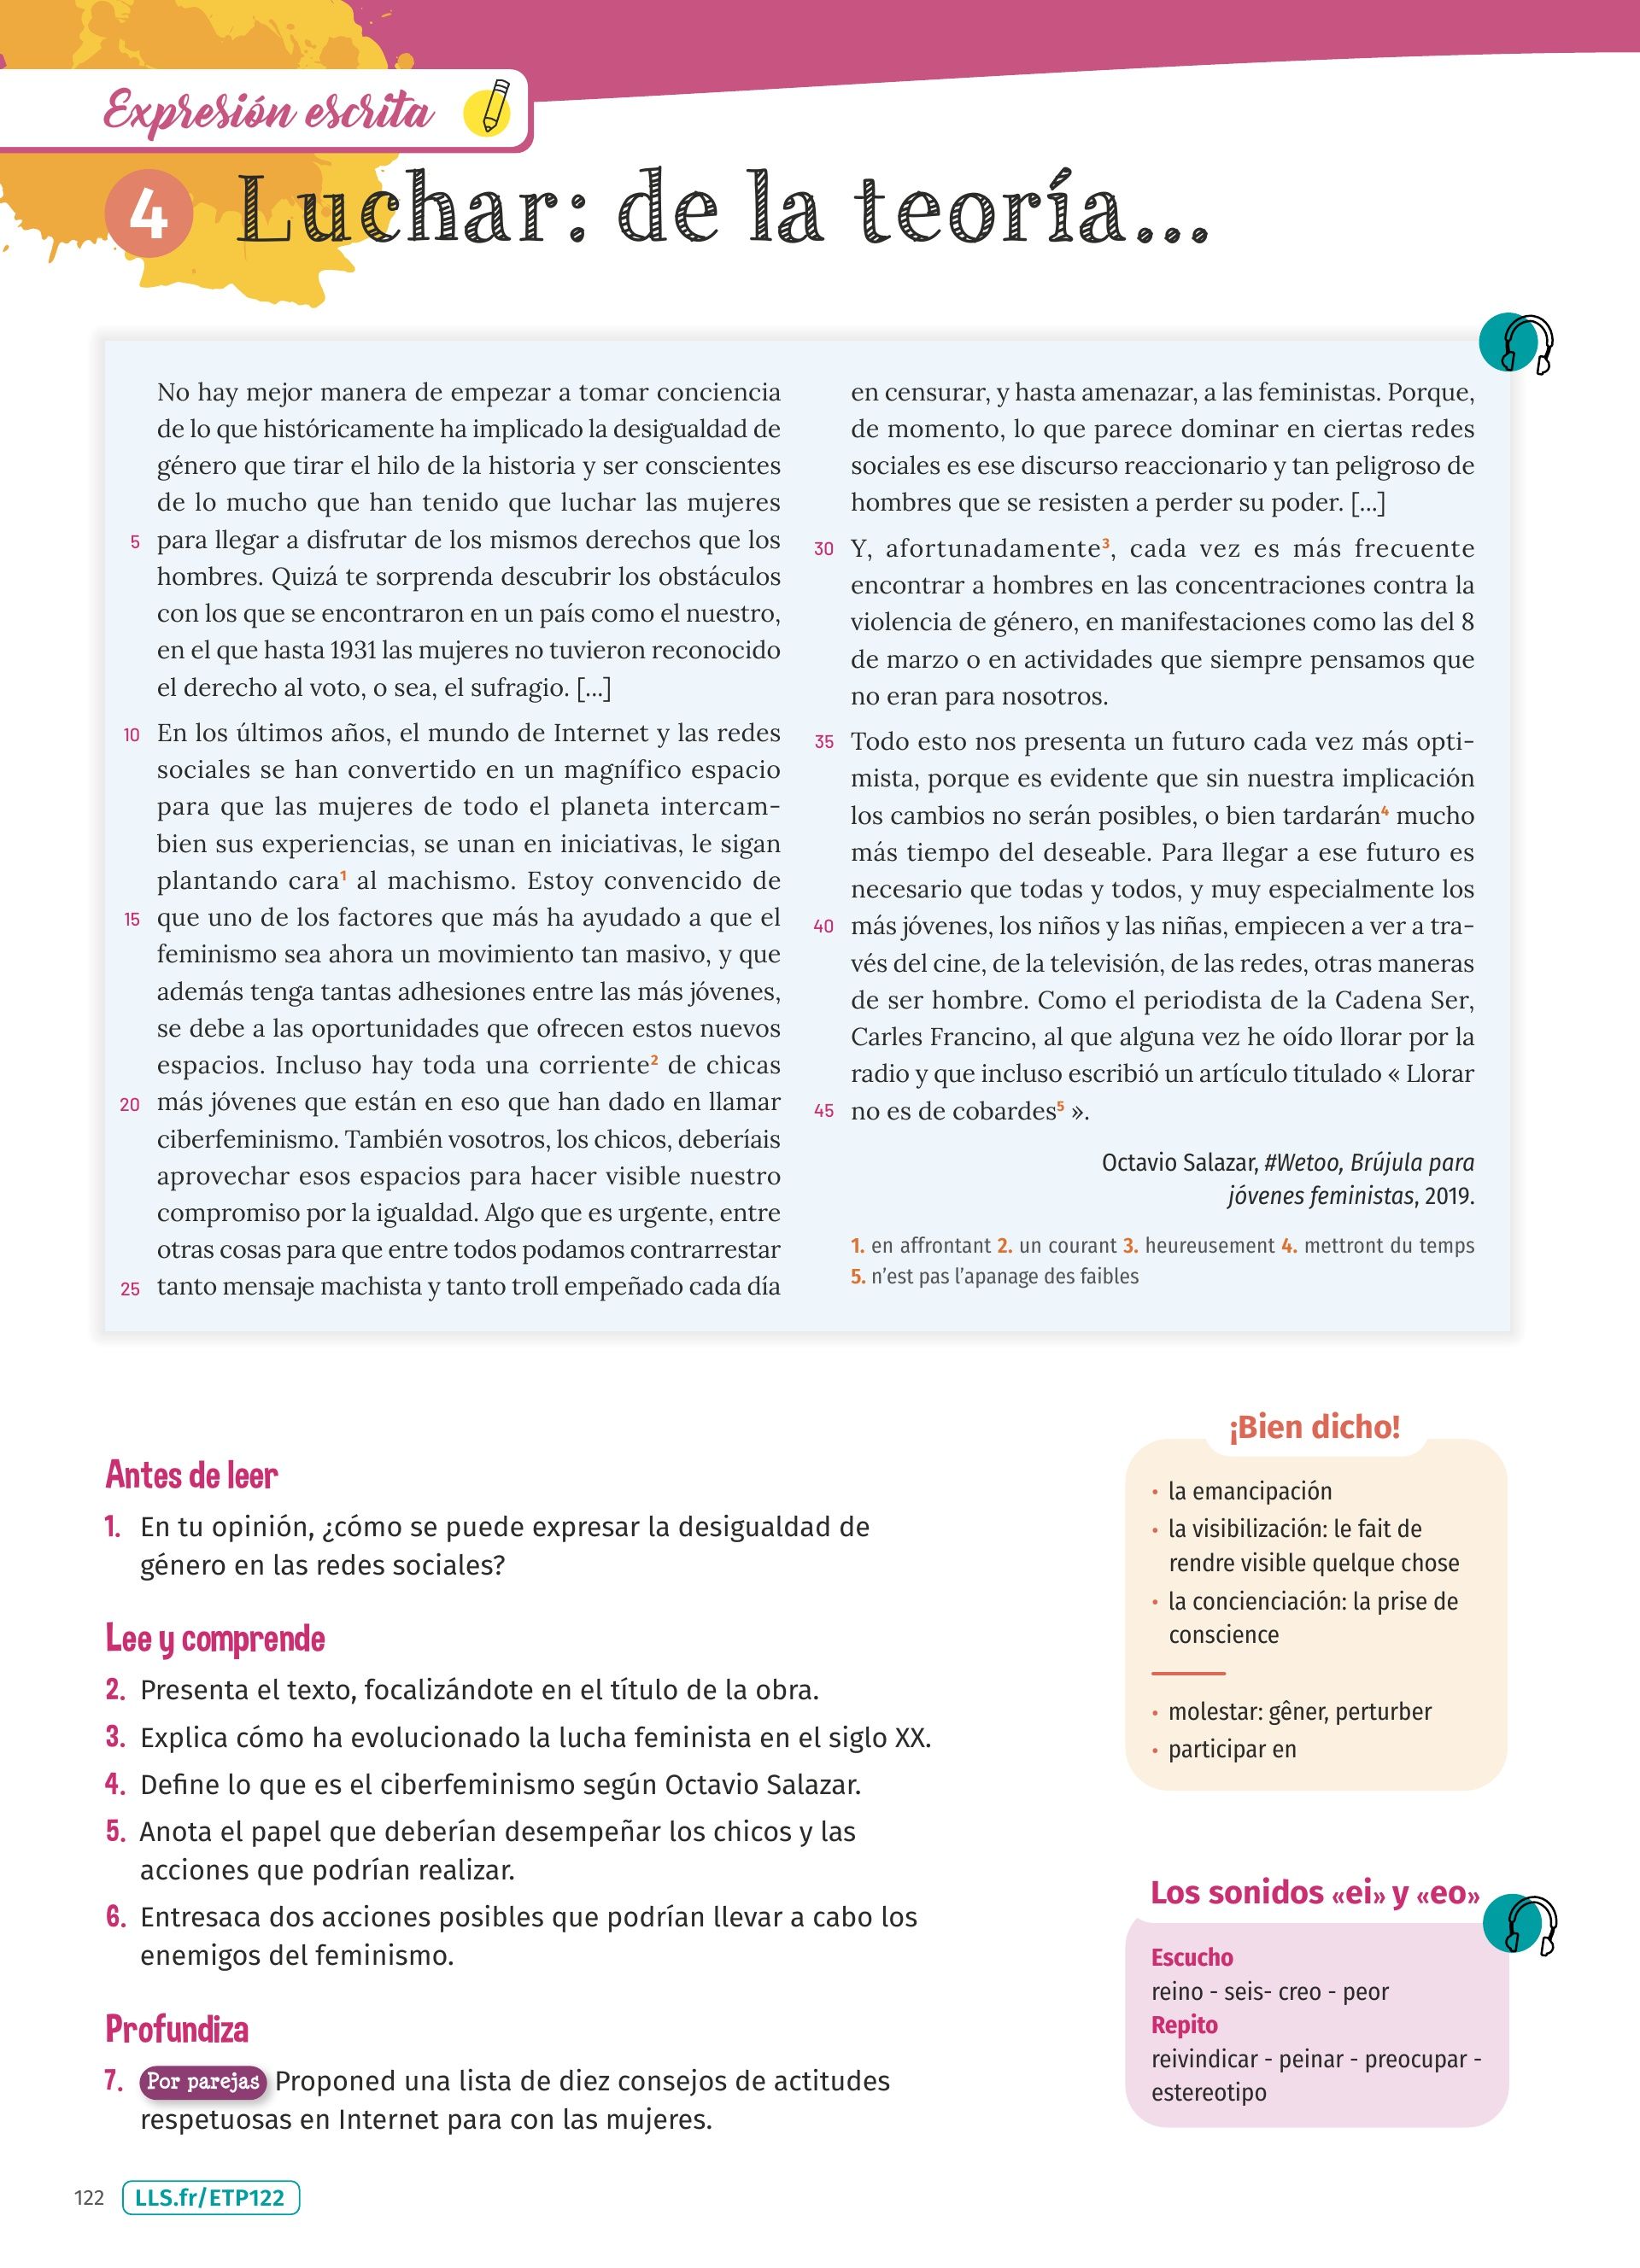 Expresión escrita
4 Luchar: de la teoría...
No hay mejor manera de empezar a tomar conciencia
de lo que históricamente ha implicado la desigualdad de
género que tirar el hilo de la historia y ser conscientes
de lo mucho que han tenido que luchar las mujeres
5 para llegar a disfrutar de los mismos derechos que los
hombres. Quizá te sorprenda descubrir los obstáculos
con los que se encontraron en un país como el nuestro,
en el que hasta 1931 las mujeres no tuvieron reconocido
el derecho al voto, o sea, el sufragio. [...]
10 En los últimos años, el mundo de Internet y las redes
sociales se han convertido en un magnífico espacio
para que las mujeres de todo el planeta intercam-
bien sus experiencias, se unan en iniciativas, le sigan
plantando cara¹ al machismo. Estoy convencido de
15 que uno de los factores que más ha ayudado a que el
feminismo sea ahora un movimiento tan masivo, y que
además tenga tantas adhesiones entre las más jóvenes,
se debe a las oportunidades que ofrecen estos nuevos
espacios. Incluso hay toda una corriente² de chicas
20 más jóvenes que están en eso que han dado en llamar
ciberfeminismo. También vosotros, los chicos, deberíais
aprovechar esos espacios para hacer visible nuestro
compromiso por la igualdad. Algo que es urgente, entre
otras cosas para que entre todos podamos contrarrestar
25 tanto mensaje machista y tanto troll empeñado cada día
en censurar, y hasta amenazar, a las feministas. Porque,
de momento, lo que parece dominar en ciertas redes
sociales es ese discurso reaccionario y tan peligroso de
hombres que se resisten a perder su poder. [...]
30 Y, afortunadamente³, cada vez es más frecuente
encontrar a hombres en las concentraciones contra la
violencia de género, en manifestaciones como las del 8
de marzo o en actividades que siempre pensamos que
no eran para nosotros.
35 Todo esto nos presenta un futuro cada vez más opti-
mista, porque es evidente que sin nuestra implicación
los cambios no serán posibles, o bien tardarán⁴ mucho
más tiempo del deseable. Para llegar a ese futuro es
necesario que todas y todos, y muy especialmente los
40 más jóvenes, los niños y las niñas, empiecen a ver a tra-
vés del cine, de la televisión, de las redes, otras maneras
de ser hombre. Como el periodista de la Cadena Ser,
Carles Francino, al que alguna vez he oído llorar por la
radio y que incluso escribió un artículo titulado « Llorar
45 no es de cobardes⁵ ».
Octavio Salazar, #Wetoo, Brújula para
jóvenes feministas, 2019.
1. en affrontant 2. un courant 3. heureusement 4. mettront du temps
5. n'est pas l'apanage des faibles
Antes de leer
1. En tu opinión, ¿cómo se puede expresar la desigualdad de
género en las redes sociales?
Lee y comprende
2. Presenta el texto, focalizándote en el título de la obra.
3. Explica cómo ha evolucionado la lucha feminista en el siglo XX.
4. Define lo que es el ciberfeminismo según Octavio Salazar.
5. Anota el papel que deberían desempeñar los chicos y las
acciones que podrían realizar.
6. Entresaca dos acciones posibles que podrían llevar a cabo los
enemigos del feminismo.
Profundiza
7. Por parejas Proponed una lista de diez consejos de actitudes
respetuosas en Internet para con las mujeres.
¡Bien dicho!
• la emancipación
• la visibilización: le fait de
rendre visible quelque chose
• la concienciación: la prise de
conscience
• molestar: gêner, perturber
• participar en
Los sonidos «ei» y «eo»
Escucho
reino - seis- creo - peor
Repito
reivindicar - peinar - preocupar -
estereotipo
122 LLS.fr/ETP122